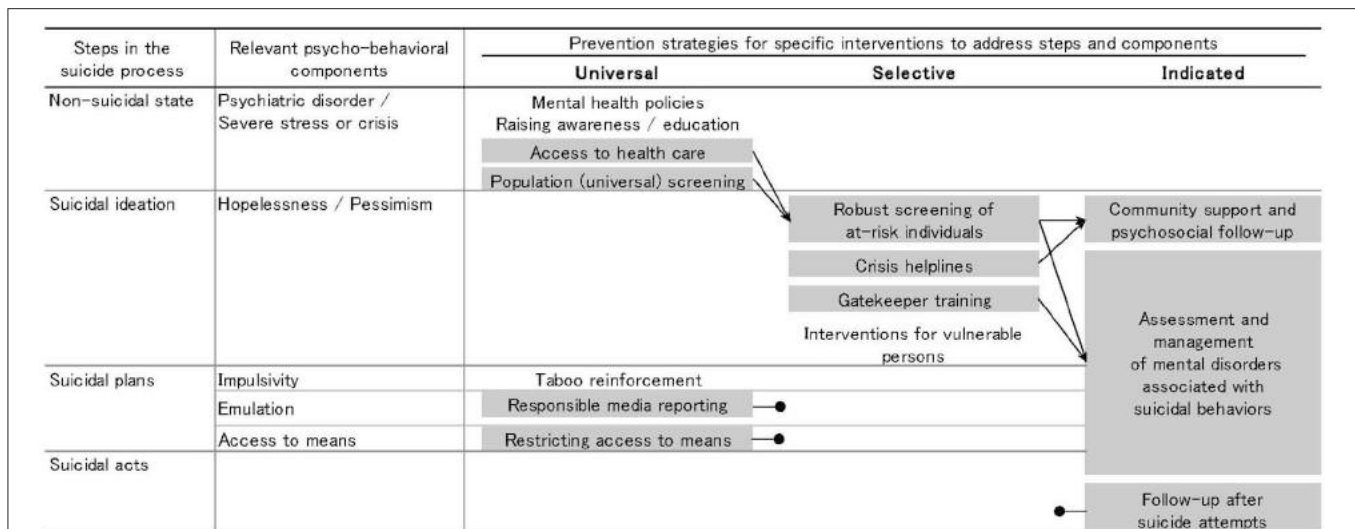 Steps in the suicide process
Relevant psycho-behavioral components
Prevention strategies for specific interventions to address steps and components
Universal
Selective
Indicated
Non-suicidal state
Psychiatric disorder /
Severe stress or crisis
Mental health policies
Raising awareness / education
Access to health care
Population (universal) screening
Suicidal ideation
Hopelessness / Pessimism
Robust screening of
at-risk individuals
Crisis helplines
Gatekeeper training
Interventions for vulnerable
persons
Community support and
psychosocial follow-up
Assessment and
management
of mental disorders
associated with
suicidal behaviors
Suicidal plans
Impulsivity
Taboo reinforcement
Emulation
Responsible media reporting
Access to means
Restricting access to means
Suicidal acts
Follow-up after
suicide attempts